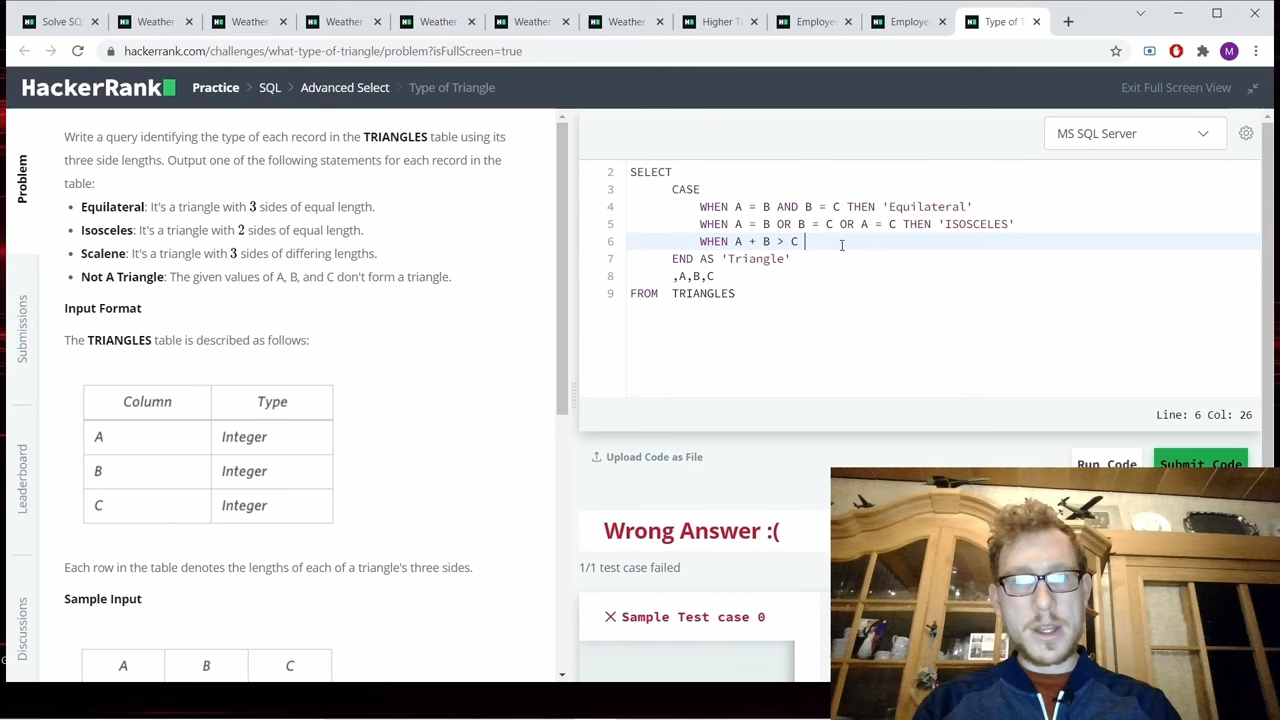 Solve SQ
Weather
Weather
Weather
Weather
Weather
Weather
Higher T
Employe
Employe
Type of T
hackerrank.com/challenges/what-type-of-triangle/problem?isFullScreen=true
M
HackerRank
Practice
SQL
Advanced Select
Type of Triangle
Exit Full Screen View
Problem
Submissions
Leaderboard
Discussions
Write a query identifying the type of each record in the TRIANGLES table using its
three side lengths. Output one of the following statements for each record in the
table:
• Equilateral: It's a triangle with 3 sides of equal length.
• Isosceles: It's a triangle with 2 sides of equal length.
• Scalene: It's a triangle with 3 sides of differing lengths.
• Not A Triangle: The given values of A, B, and C don't form a triangle.
Input Format
The TRIANGLES table is described as follows:
Column Type
A Integer
B Integer
C Integer
Each row in the table denotes the lengths of each of a triangle's three sides.
Sample Input
A B C
MS SQL Server
2 SELECT
3 CASE
4 WHEN A = B AND B = C THEN 'Equilateral'
5 WHEN A = B OR B = C OR A = C THEN 'ISOSCELES'
6 WHEN A + B > C
7 END AS 'Triangle'
8 ,A,B,C
9 FROM TRIANGLES
Line: 6 Col: 26
Upload Code as File
Run Code
Submit Code
Wrong Answer :(
1/1 test case failed
Sample Test case 0